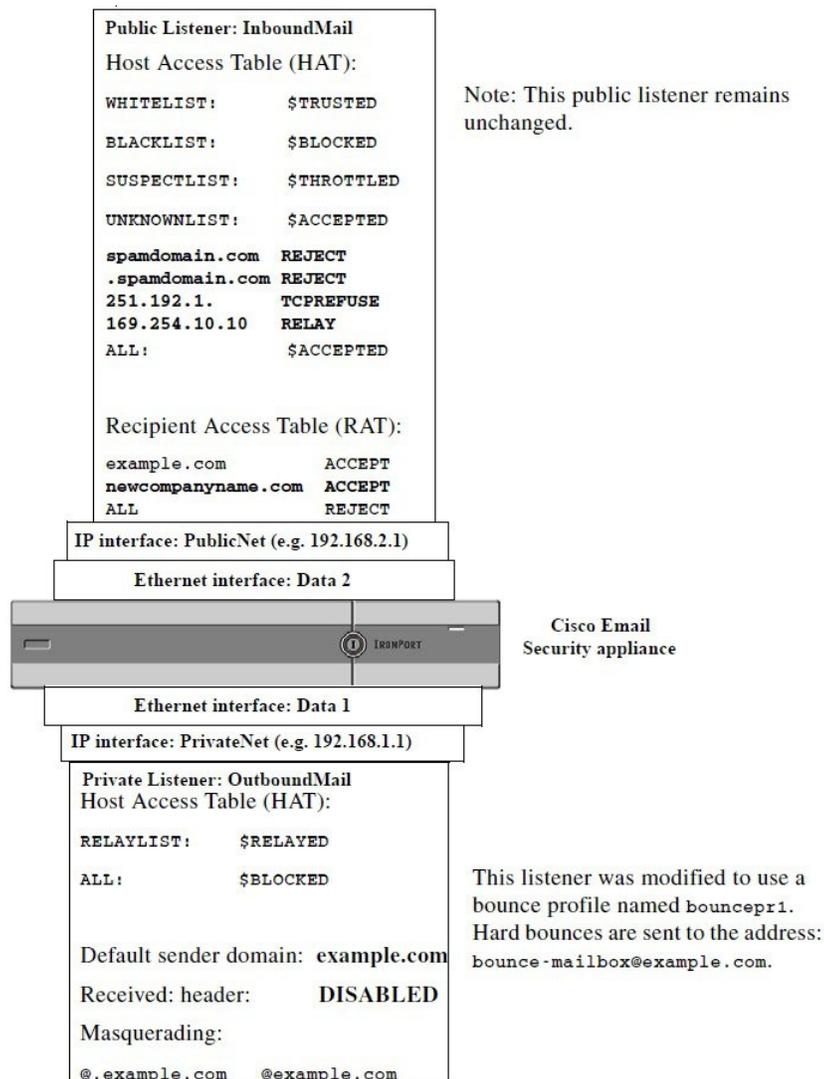 Public Listener: InboundMail
Host Access Table (HAT):
WHITELIST: $TRUSTED
BLACKLIST: $BLOCKED
SUSPECTLIST: $THROTTLED
UNKNOWNLIST: $ACCEPTED
spamdomain.com REJECT
.spamdomain.com REJECT
251.192.1. TCPREFUSE
169.254.10.10 RELAY
ALL: $ACCEPTED
Note: This public listener remains
unchanged.
Recipient Access Table (RAT):
example.com ACCEPT
newcompanyname.com ACCEPT
ALL REJECT
IP interface: PublicNet (e.g. 192.168.2.1)
Ethernet interface: Data 2
IRONPORT
Cisco Email
Security appliance
Ethernet interface: Data 1
IP interface: PrivateNet (e.g. 192.168.1.1)
Private Listener: OutboundMail
Host Access Table (HAT):
RELAYLIST: $RELAYED
ALL: $BLOCKED
Default sender domain: example.com
Received: header: DISABLED
Masquerading:
@.example.com @example.com
This listener was modified to use a
bounce profile named bouncepr1.
Hard bounces are sent to the address:
bounce-mailbox@example.com.